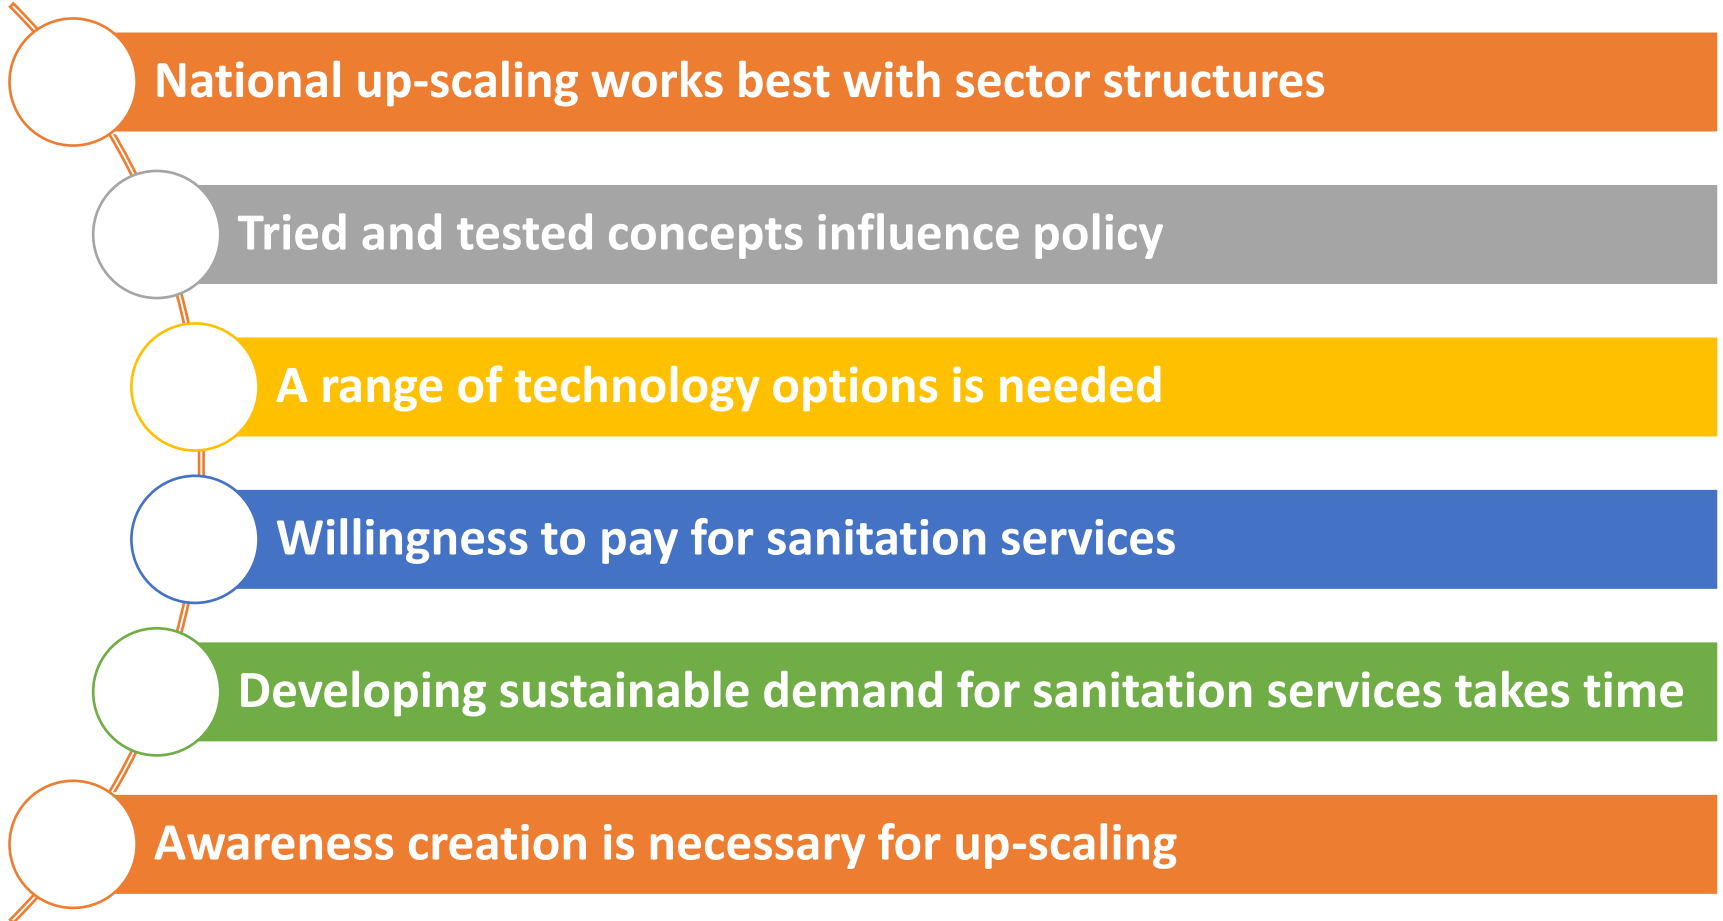 National up-scaling works best with sector structures
Tried and tested concepts influence policy
A range of technology options is needed
Willingness to pay for sanitation services
Developing sustainable demand for sanitation services takes time
Awareness creation is necessary for up-scaling